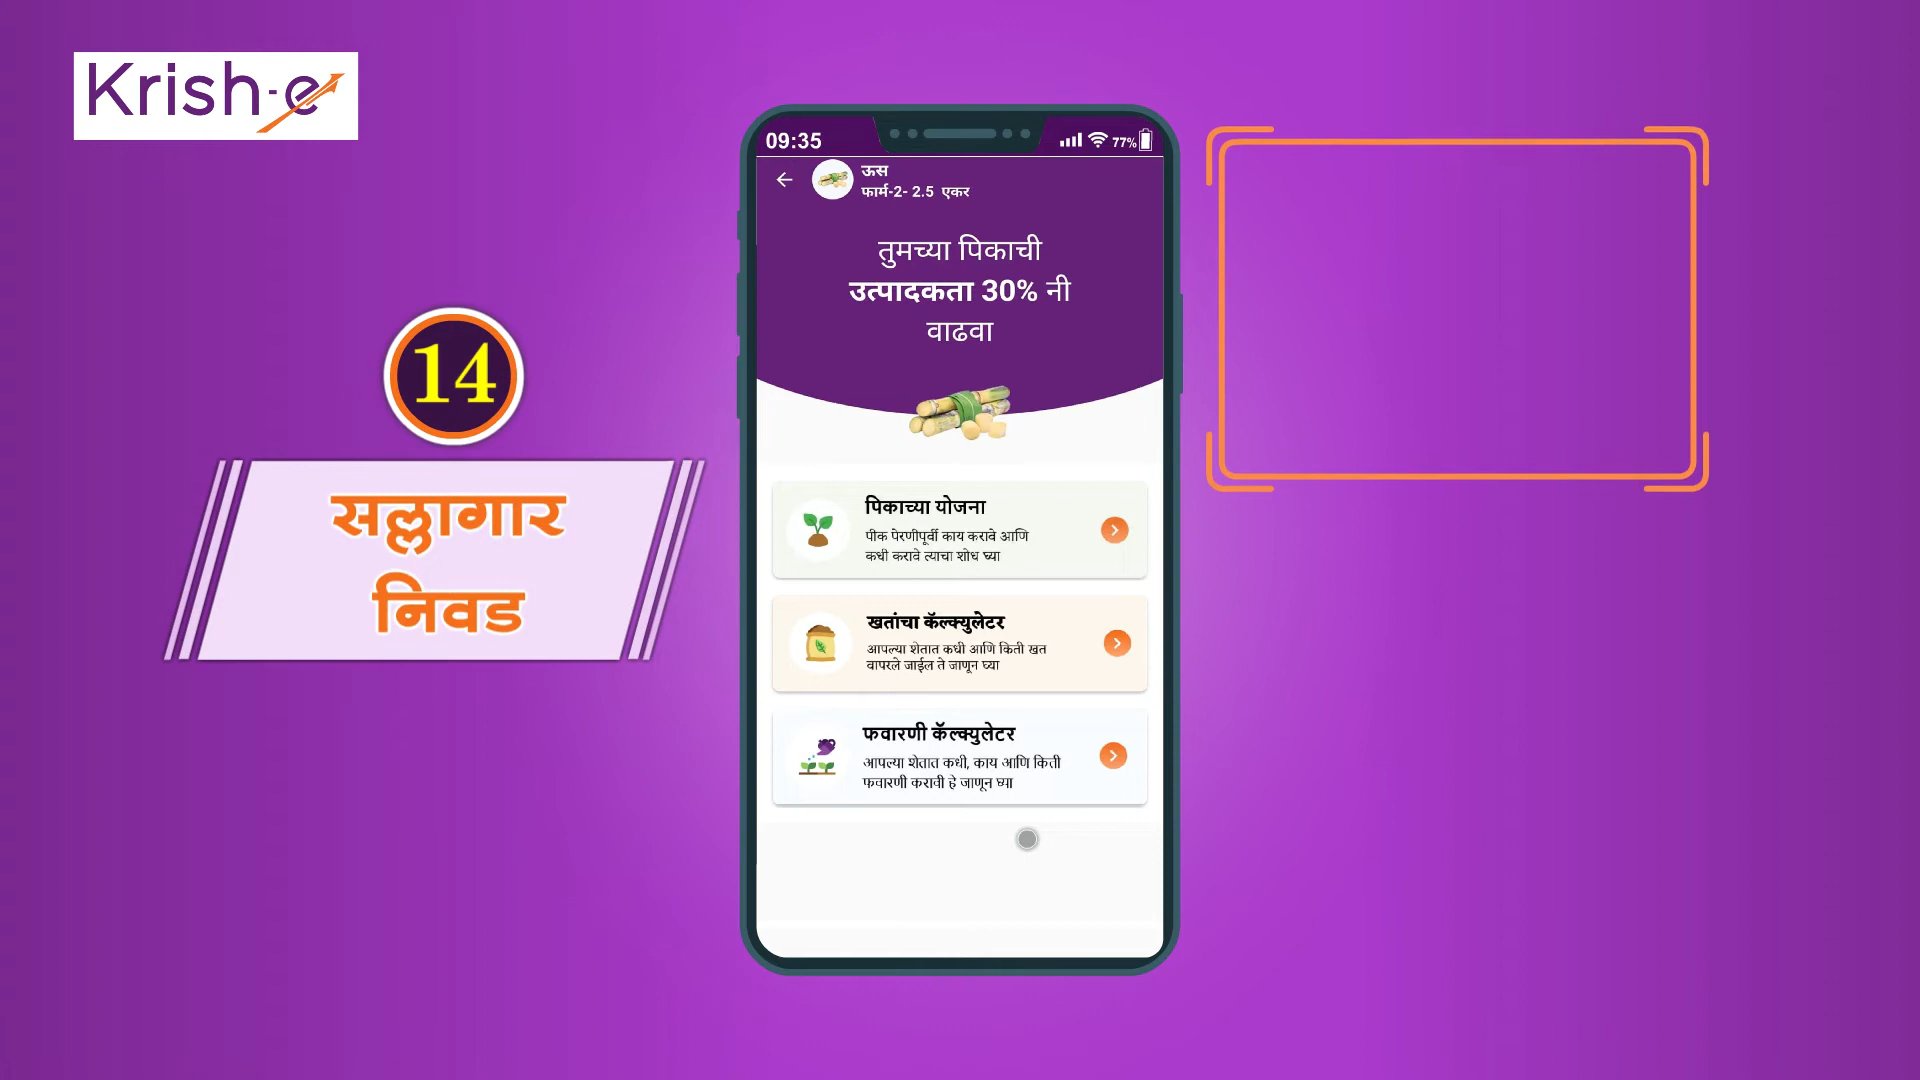 Krish-e
14
सल्लागार
निवड
09:35
77%
ऊस
फार्म-2- 2.5 एकर
तुमच्या पिकाची
उत्पादकता 30% नी
वाढवा
पिकाच्या योजना
पीक पेरणीपूर्वी काय करावे आणि
कधी करावे त्याचा शोध घ्या
खतांचा कॅल्क्युलेटर
आपल्या शेतात कधी आणि किती खत
वापरले जाईल ते जाणून घ्या
फवारणी कॅल्क्युलेटर
आपल्या शेतात कधी, काय आणि किती
फवारणी करावी हे जाणून घ्या